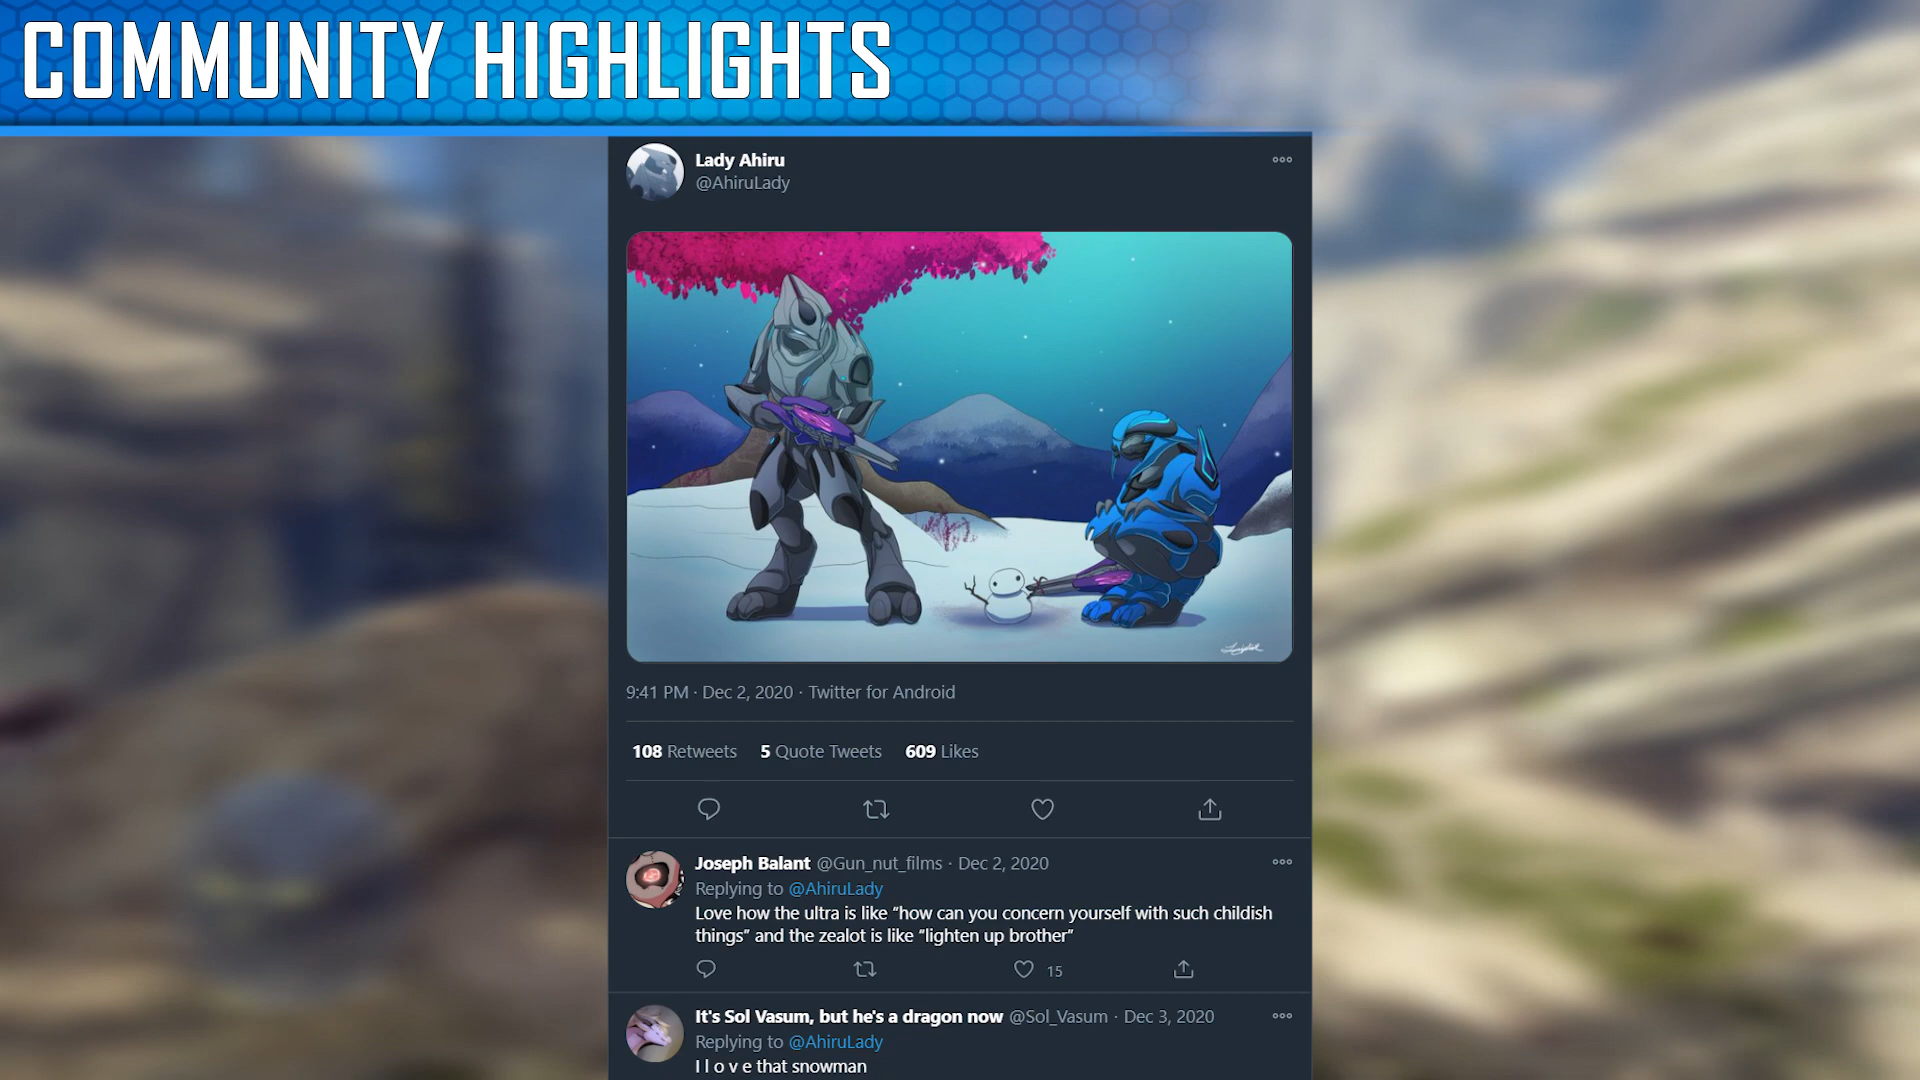 COMMUNITY HIGHLIGHTS
Lady Ahiru
@AhiruLady
9:41 PM · Dec 2, 2020 · Twitter for Android
108 Retweets 5 Quote Tweets 609 Likes
Joseph Balant @Gun_nut_films · Dec 2, 2020
Replying to @AhiruLady
Love how the ultra is like “how can you concern yourself with such childish
things” and the zealot is like “lighten up brother”
15
It's Sol Vasum, but he's a dragon now @Sol_Vasum · Dec 3, 2020
Replying to @AhiruLady
I l o v e that snowman